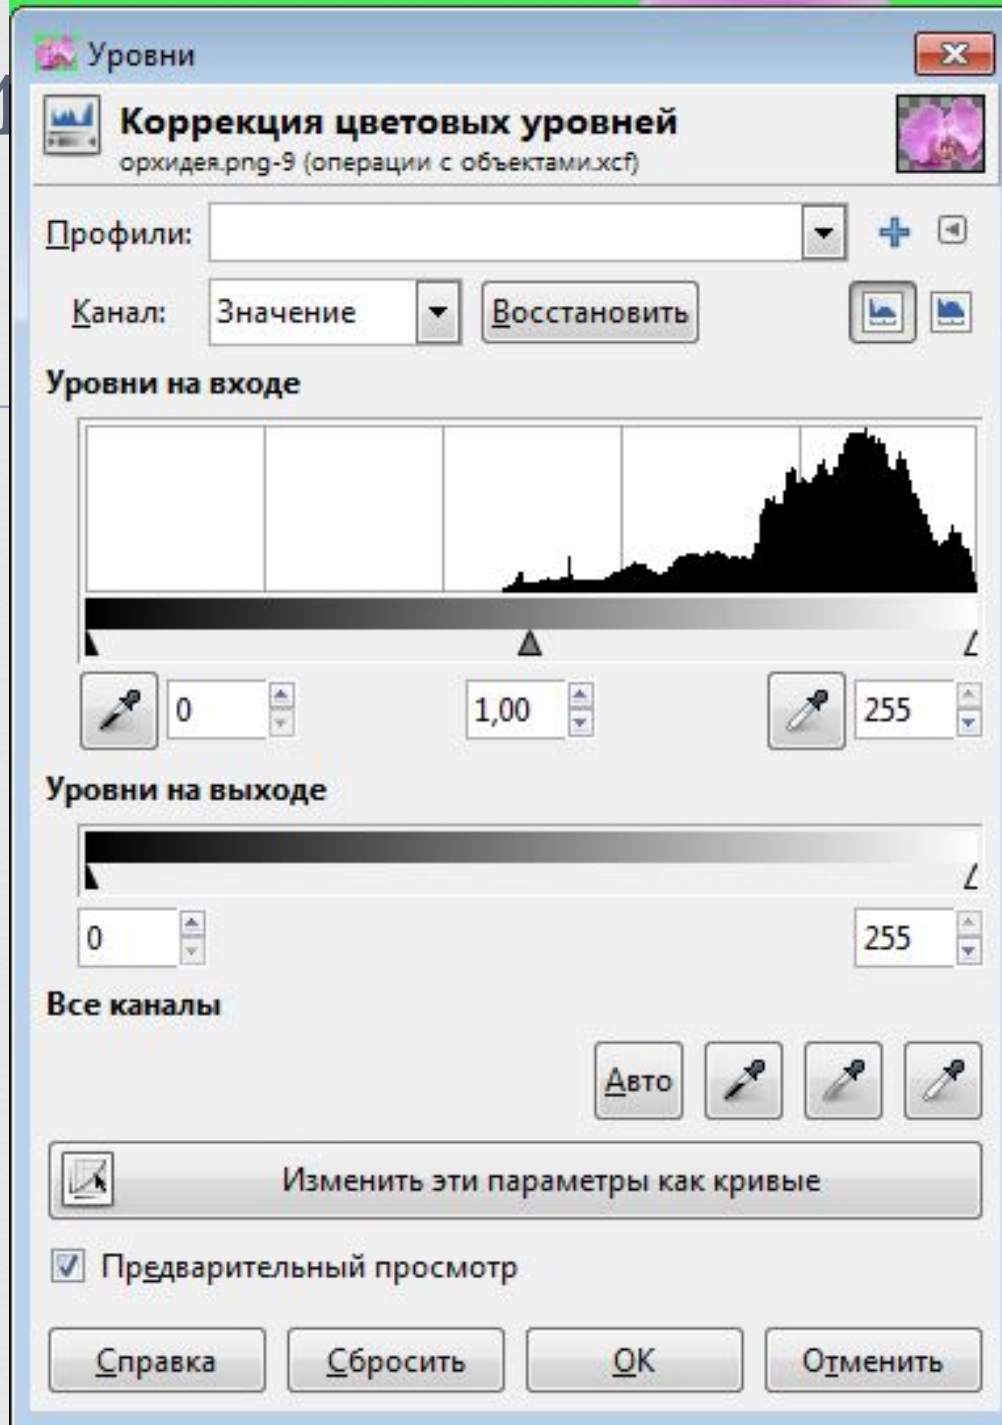 Уровни
Коррекция цветовых уровней
орхидея.png-9 (операции с объектами.xcf)
Профили:
Канал: Значение Восстановить
Уровни на входе
0 1,00 255
Уровни на выходе
0 255
Все каналы
Авто
Изменить эти параметры как кривые
Предварительный просмотр
Справка Сбросить OK Отменить